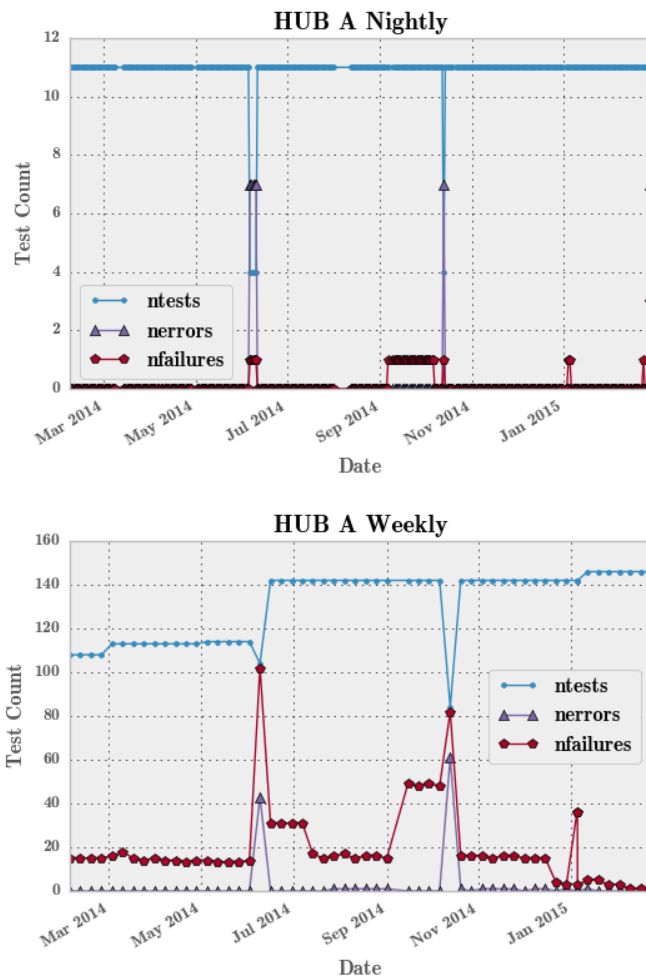 HUB A Nightly
12
10
8
6
4
2
0
Test Count
ntests
nerrors
nfailures
Mar 2014
May 2014
Jul 2014
Sep 2014
Nov 2014
Jan 2015
Date
HUB A Weekly
160
140
120
100
80
60
40
20
0
Test Count
ntests
nerrors
nfailures
Mar 2014
May 2014
Jul 2014
Sep 2014
Nov 2014
Jan 2015
Date